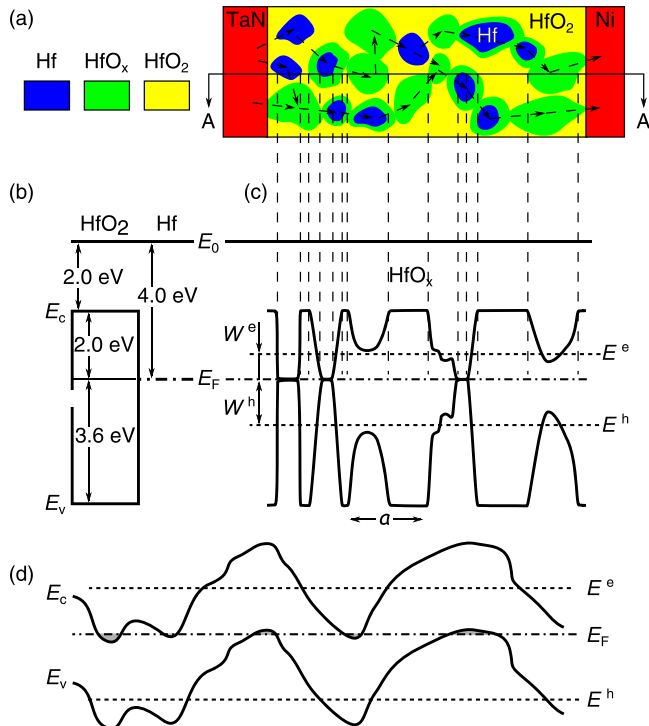 (a)
TaN
HfO2
Ni
Hf
Hf
HfOx
HfO2
A
A
(b)
(c)
HfO2
Hf
E0
2.0 eV
4.0 eV
HfOx
Ec
2.0 eV
We
Ee
EF
Wh
3.6 eV
Eh
Ev
a
(d)
Ec
Ee
EF
Ev
Eh